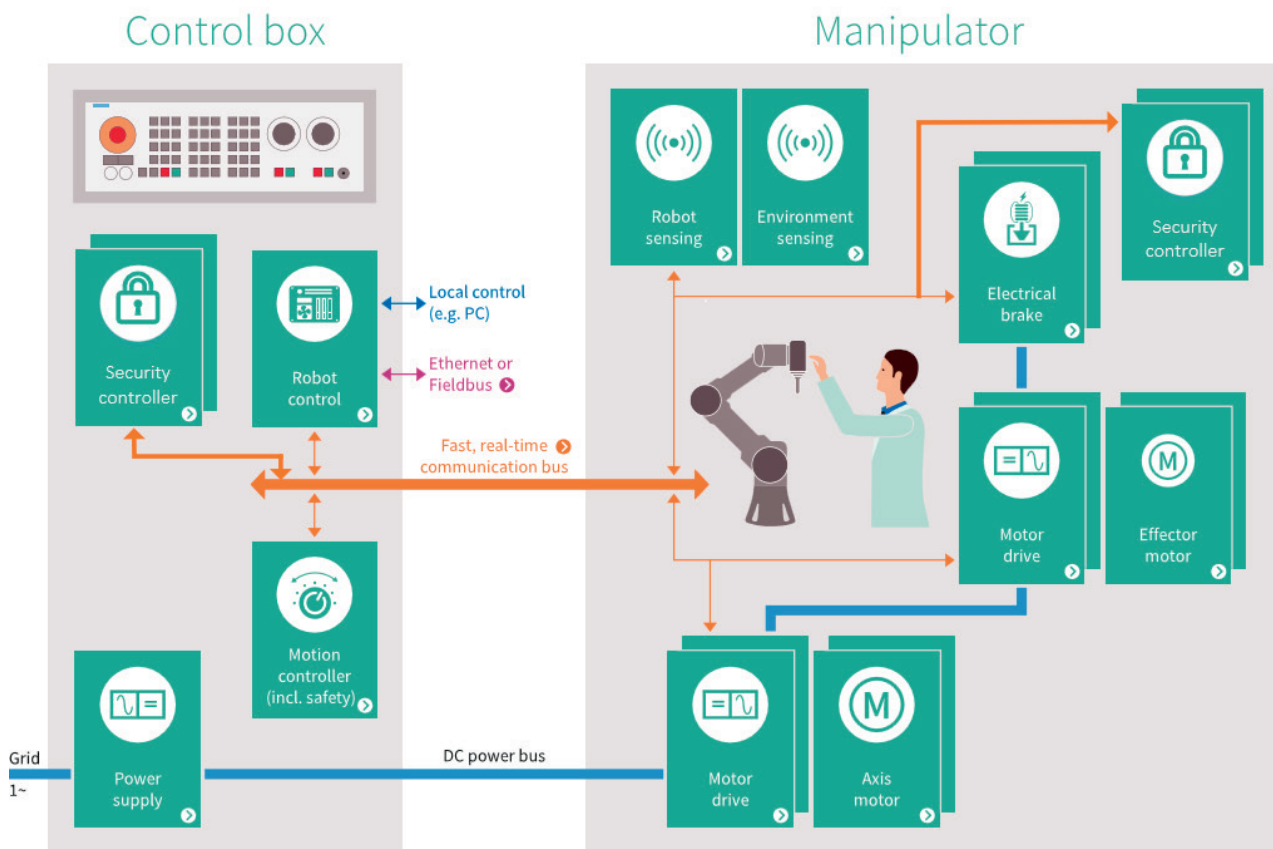 Control box
Manipulator
Robot
sensing
Environment
sensing
Security
controller
Electrical
brake
Security
controller
Robot
control
Local control
(e.g. PC)
Ethernet or
Fieldbus
Fast, real-time
communication bus
Motor
drive
M
Effector
motor
Motion
controller
(incl. safety)
Grid
1~
Power
supply
DC power bus
Motor
drive
M
Axis
motor